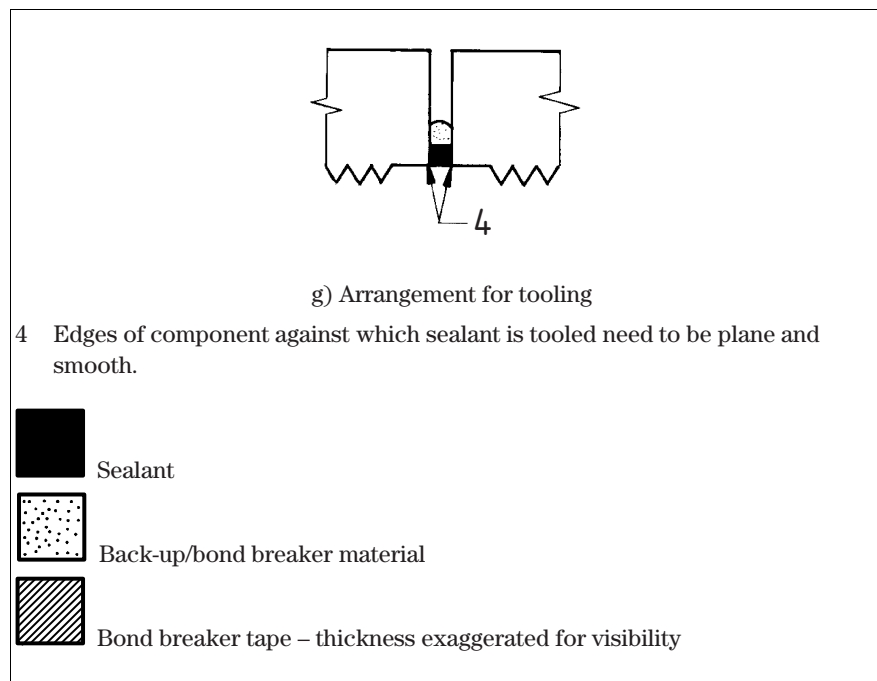 4
g) Arrangement for tooling
4 Edges of component against which sealant is tooled need to be plane and
smooth.
Sealant
Back-up/bond breaker material
Bond breaker tape – thickness exaggerated for visibility